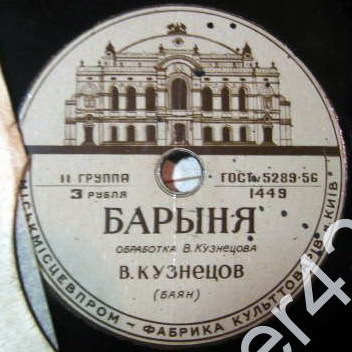 II ГРУППА ГОСТ 5289-56
3 РУБЛЯ 1449
БАРЫНЯ
ОБРАБОТКА В. КУЗНЕЦОВА
В. КУЗНЕЦОВ
(БАЯН)
МІСЬКМІСЦЕВПРОМ – ФАБРИКА КУЛЬТТОВАРІВ КИЇВ